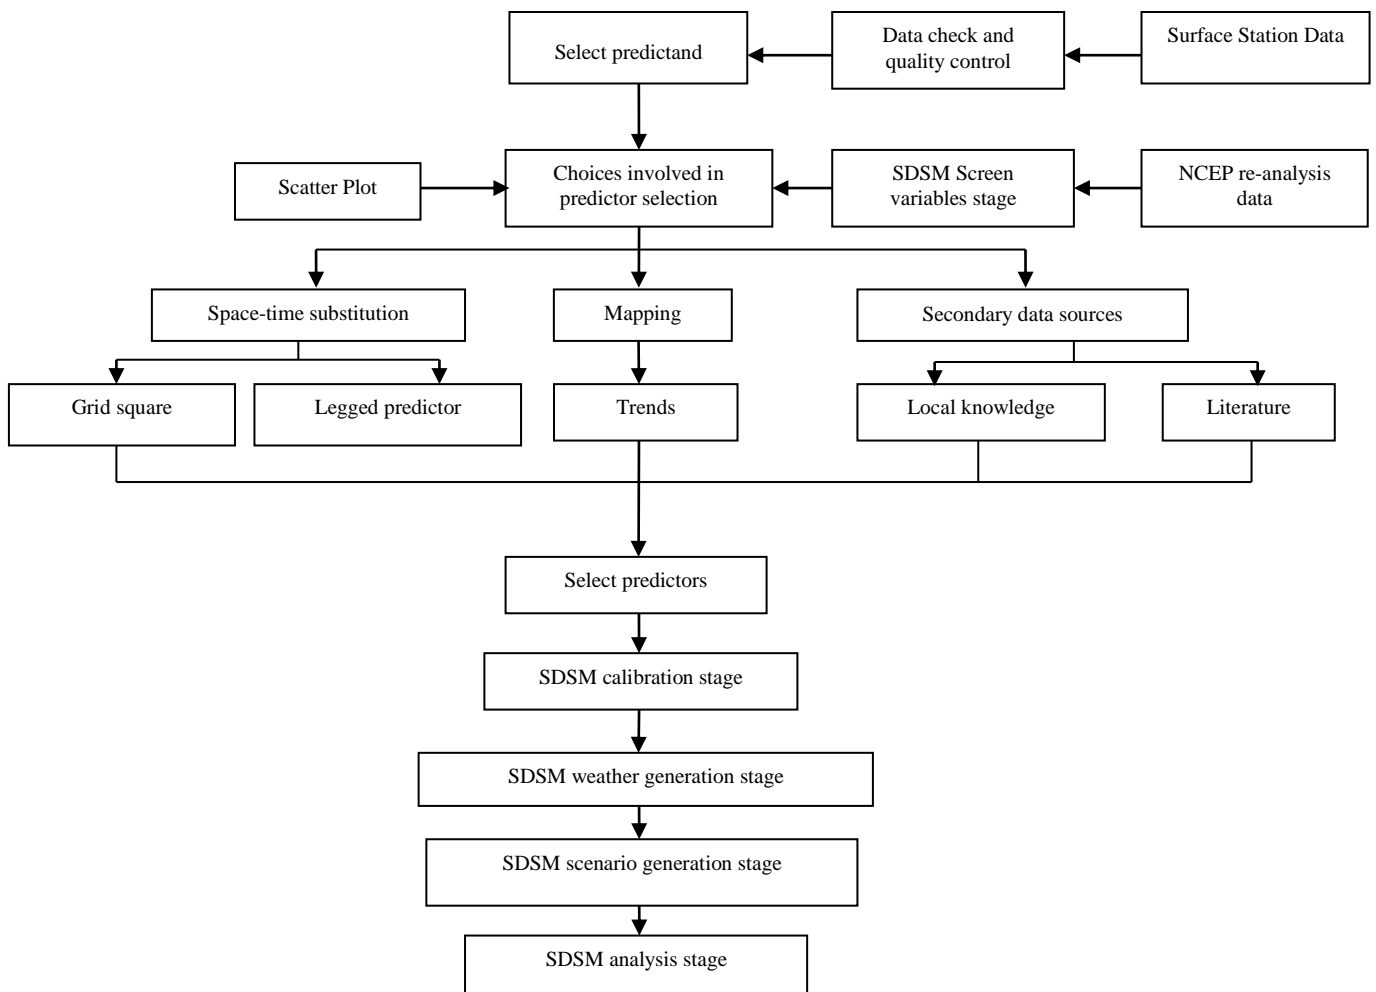 Select predictand
Data check and
quality control
Surface Station Data
Scatter Plot
Choices involved in
predictor selection
SDSM Screen
variables stage
NCEP re-analysis
data
Space-time substitution
Mapping
Secondary data sources
Grid square
Legged predictor
Trends
Local knowledge
Literature
Select predictors
SDSM calibration stage
SDSM weather generation stage
SDSM scenario generation stage
SDSM analysis stage